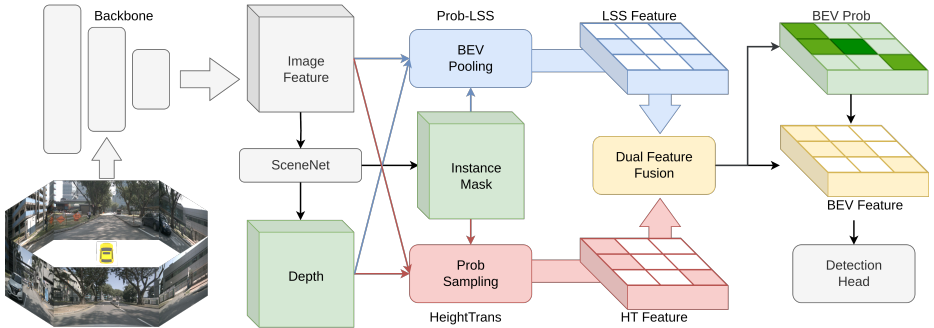 Backbone
Prob-LSS
LSS Feature
BEV Prob
Image
Feature
BEV
Pooling
SceneNet
Instance
Mask
Dual Feature
Fusion
BEV Feature
Depth
Prob
Sampling
Detection
Head
HeightTrans
HT Feature